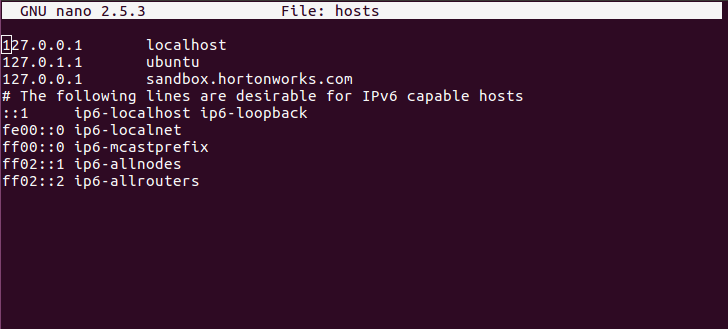 GNU nano 2.5.3 File: hosts
127.0.0.1 localhost
127.0.1.1 ubuntu
127.0.0.1 sandbox.hortonworks.com
# The following lines are desirable for IPv6 capable hosts
::1 ip6-localhost ip6-loopback
fe00::0 ip6-localnet
ff00::0 ip6-mcastprefix
ff02::1 ip6-allnodes
ff02::2 ip6-allrouters